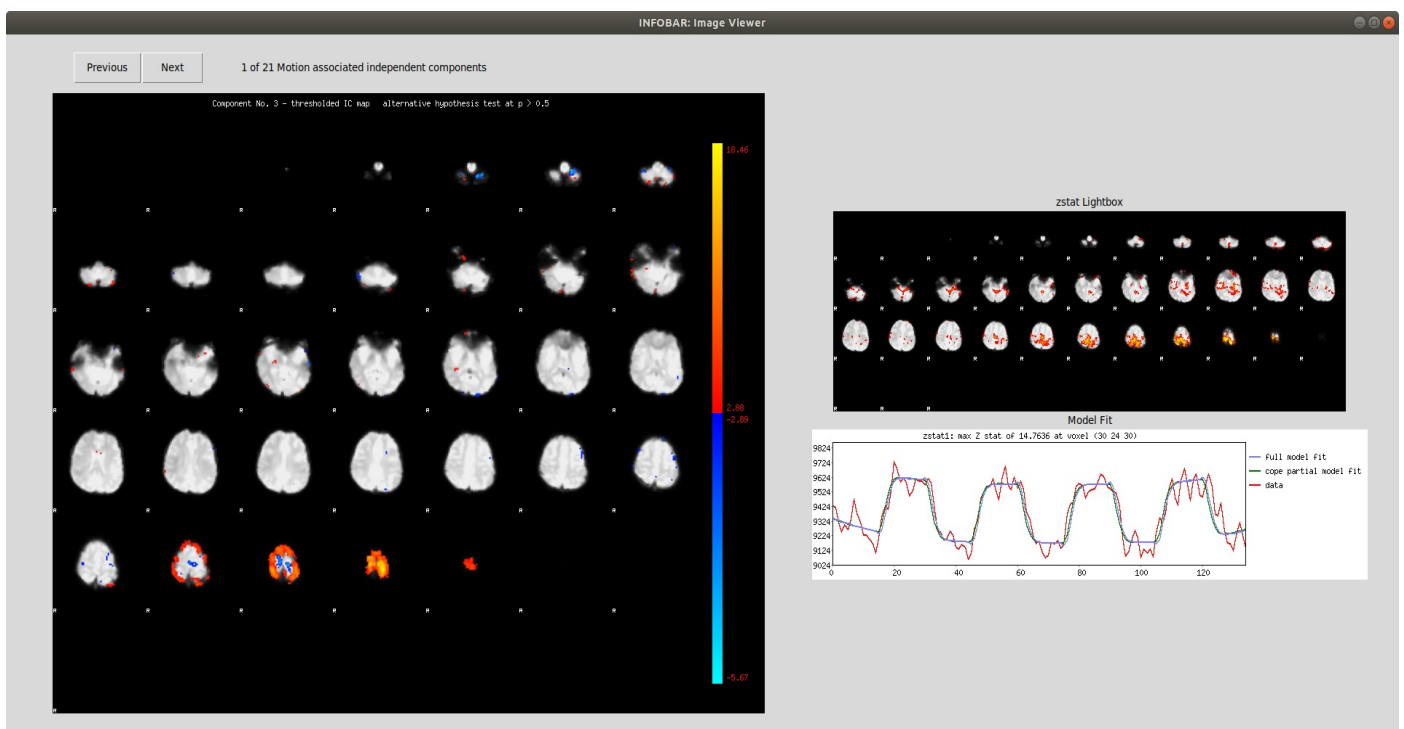 INFOBAR: Image Viewer
Previous
Next
1 of 21 Motion associated independent components
Component No. 3 - thresholded IC map   alternative hypothesis test at p > 0.5
18.46
R R R R R R R
R R R R R R R
2.88
-2.89
R R R R R R R
R R R R R R R
R R R R R R R
-5.67
R
zstat Lightbox
R R R R R R R R R R R
R R R R R R R R R R R
R R R R R R R R R R R
R R R
Model Fit
zstat1: max Z stat of 14.7636 at voxel (30 24 30)
9824
9724
9624
9524
9424
9324
9224
9124
9024
0 20 40 60 80 100 120
full model fit
cope partial model fit
data